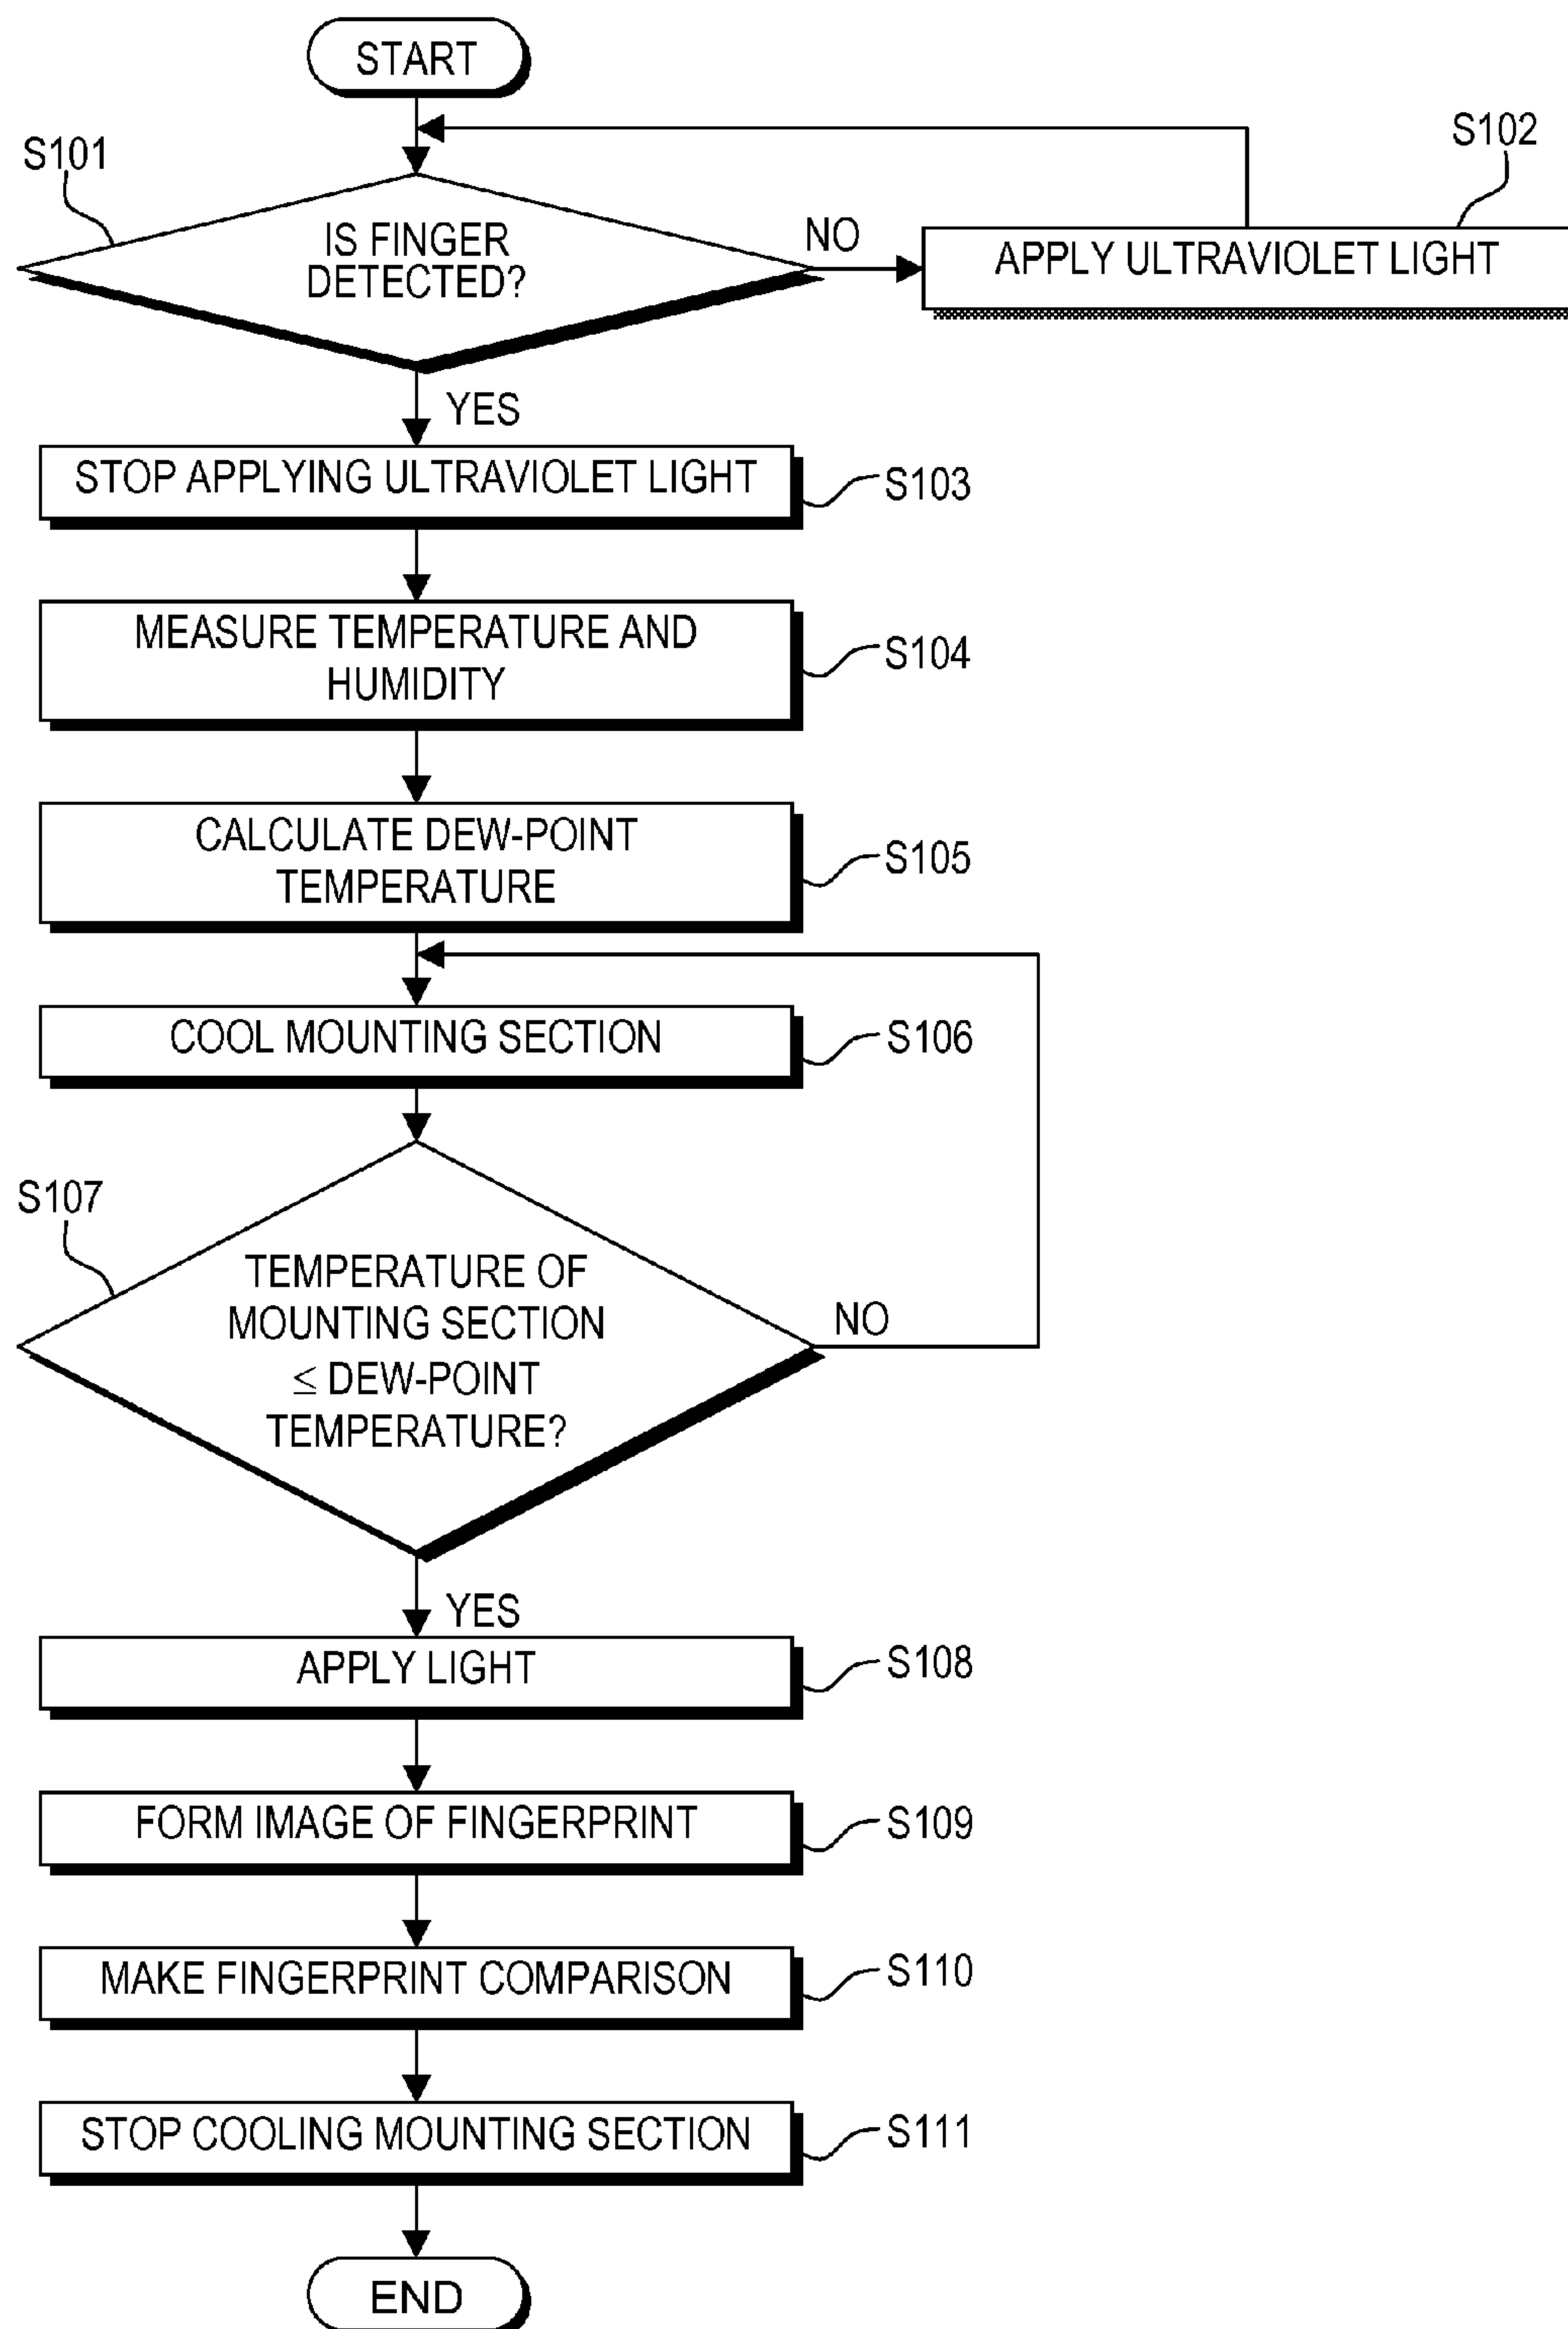 START
S101
S102
IS FINGER
DETECTED?
NO
APPLY ULTRAVIOLET LIGHT
YES
STOP APPLYING ULTRAVIOLET LIGHT
S103
MEASURE TEMPERATURE AND
HUMIDITY
S104
CALCULATE DEW-POINT
TEMPERATURE
S105
COOL MOUNTING SECTION
S106
S107
TEMPERATURE OF
MOUNTING SECTION
≤ DEW-POINT
TEMPERATURE?
NO
YES
APPLY LIGHT
S108
FORM IMAGE OF FINGERPRINT
S109
MAKE FINGERPRINT COMPARISON
S110
STOP COOLING MOUNTING SECTION
S111
END